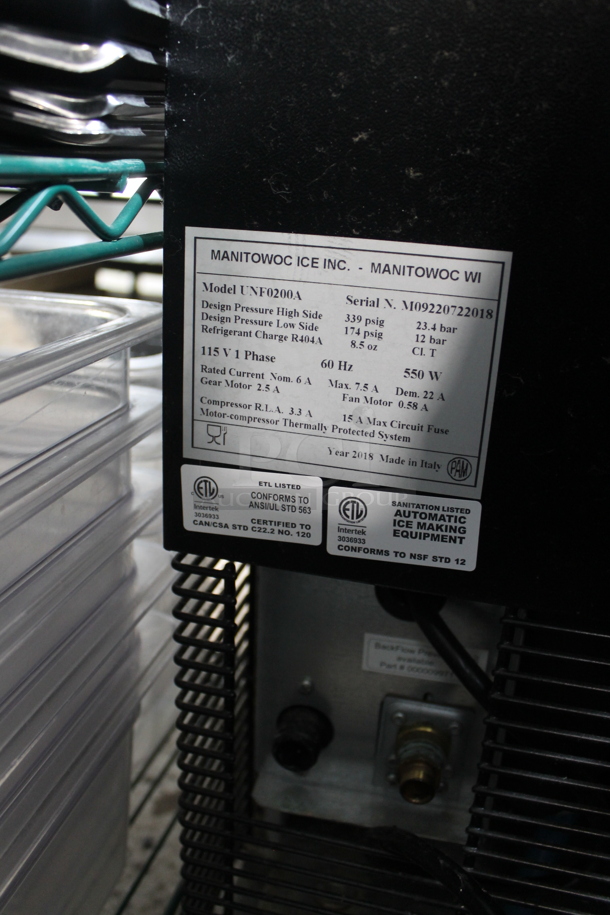 MANITOWOC ICE INC. - MANITOWOC WI
Model UNF0200A Serial N. M09220722018
Design Pressure High Side 339 psig 23.4 bar
Design Pressure Low Side 174 psig 12 bar
Refrigerant Charge R404A 8.5 oz Cl. T
115 V 1 Phase 60 Hz 550 W
Rated Current Nom. 6 A Max. 7.5 A Dem. 22 A
Gear Motor 2.5 A Fan Motor 0.58 A
Compressor R.L.A. 3.3 A 15 A Max Circuit Fuse
Motor-compressor Thermally Protected System
Year 2018 Made in Italy PAM
ETL LISTED
CONFORMS TO
ANSI/UL STD 563
ETL
Intertek
3036933
CERTIFIED TO
CAN/CSA STD C22.2 NO. 120
SANITATION LISTED
AUTOMATIC
ICE MAKING
EQUIPMENT
ETL
Intertek
3036933
CONFORMS TO NSF STD 12
available
Part #